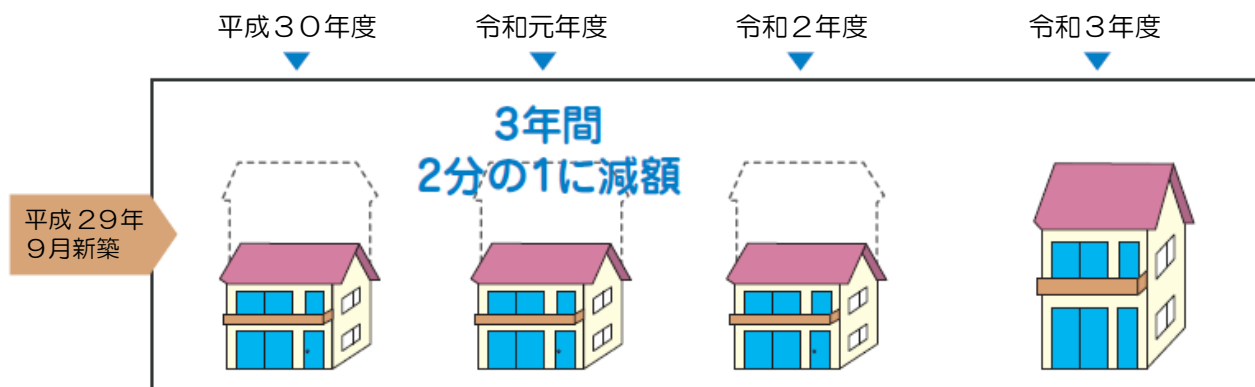 平成３０年度
令和元年度
令和２年度
令和３年度
3年間
2分の1に減額
平成２９年
９月新築